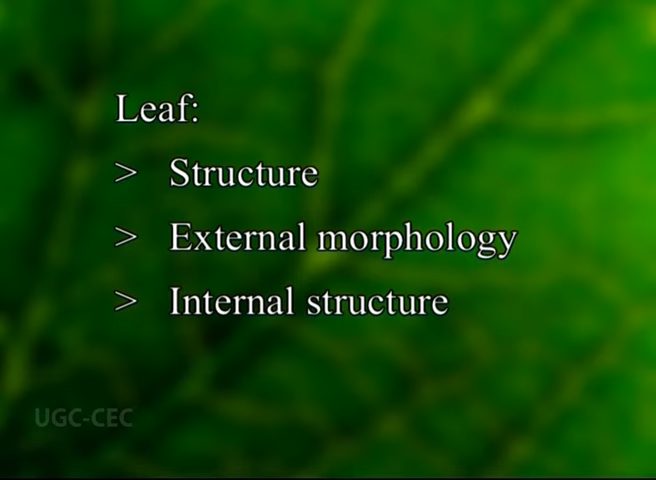 Leaf:
> Structure
> External morphology
> Internal structure
UGC-CEC